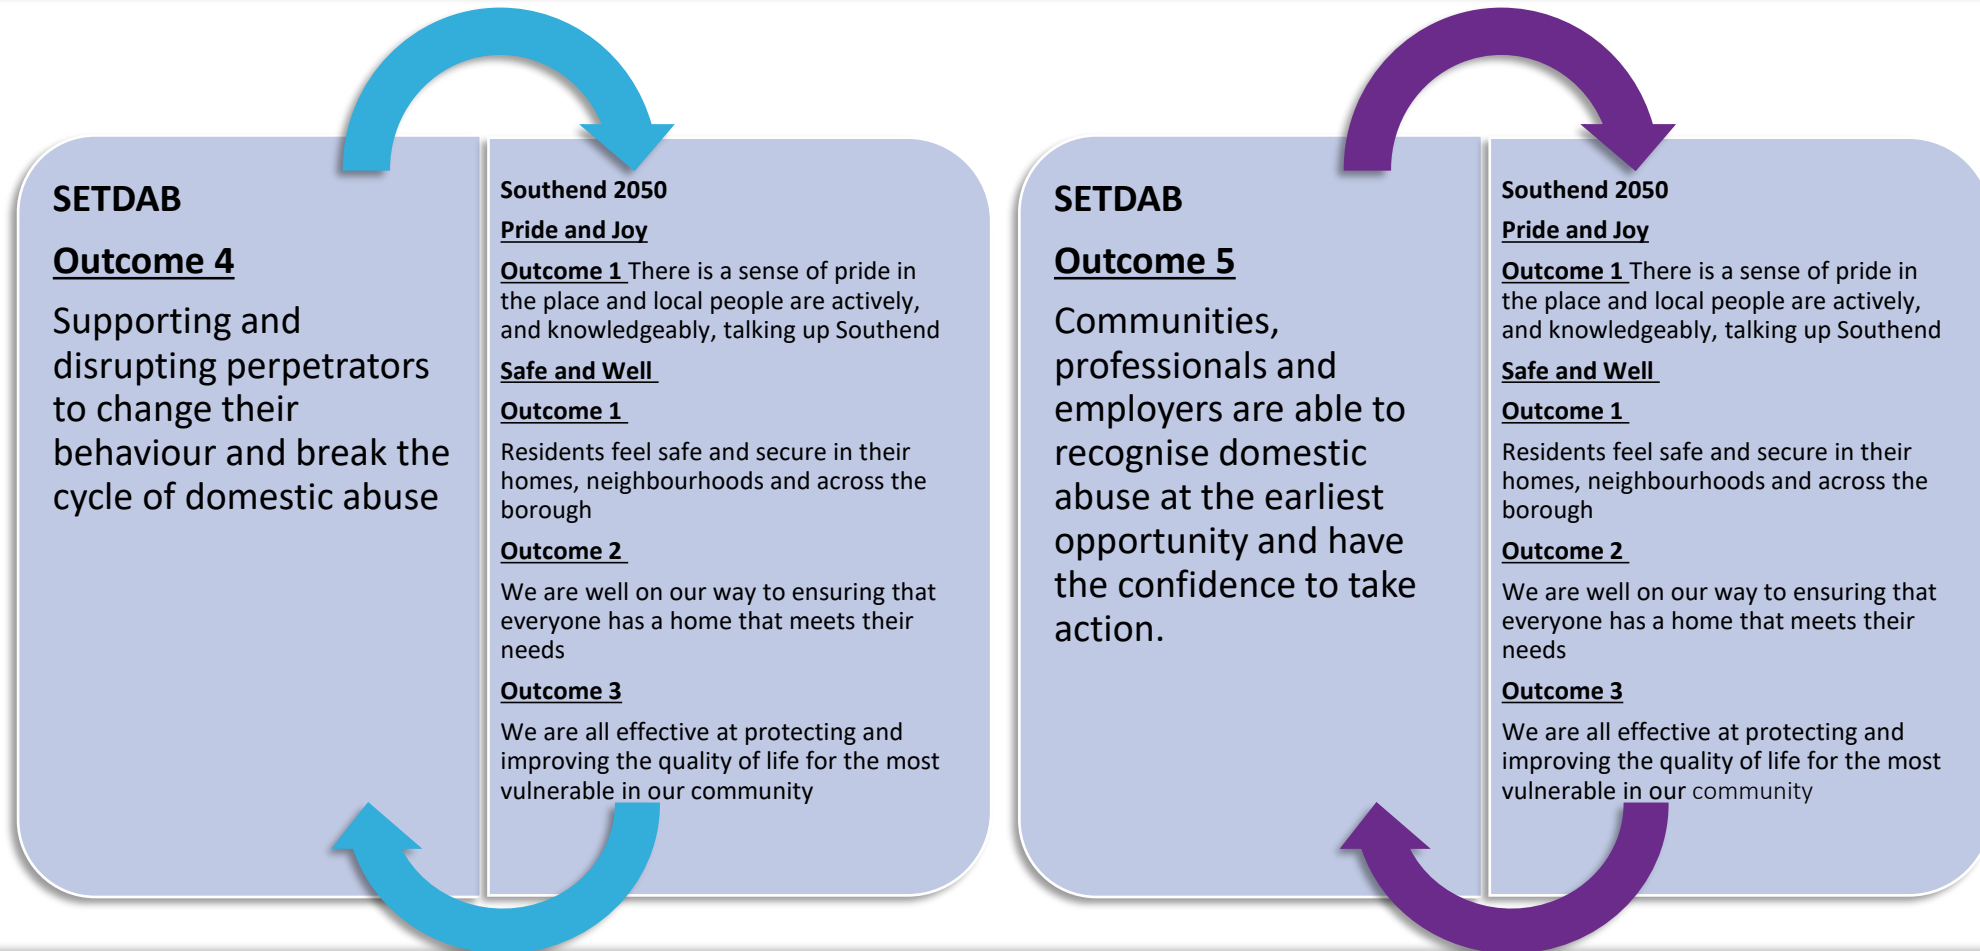 SETDAB
Outcome 4
Supporting and
disrupting perpetrators
to change their
behaviour and break the
cycle of domestic abuse
Southend 2050
Pride and Joy
Outcome 1 There is a sense of pride in
the place and local people are actively,
and knowledgeably, talking up Southend
Safe and Well
Outcome 1
Residents feel safe and secure in their
homes, neighbourhoods and across the
borough
Outcome 2
We are well on our way to ensuring that
everyone has a home that meets their
needs
Outcome 3
We are all effective at protecting and
improving the quality of life for the most
vulnerable in our community
SETDAB
Outcome 5
Communities,
professionals and
employers are able to
recognise domestic
abuse at the earliest
opportunity and have
the confidence to take
action.
Southend 2050
Pride and Joy
Outcome 1 There is a sense of pride in
the place and local people are actively,
and knowledgeably, talking up Southend
Safe and Well
Outcome 1
Residents feel safe and secure in their
homes, neighbourhoods and across the
borough
Outcome 2
We are well on our way to ensuring that
everyone has a home that meets their
needs
Outcome 3
We are all effective at protecting and
improving the quality of life for the most
vulnerable in our community